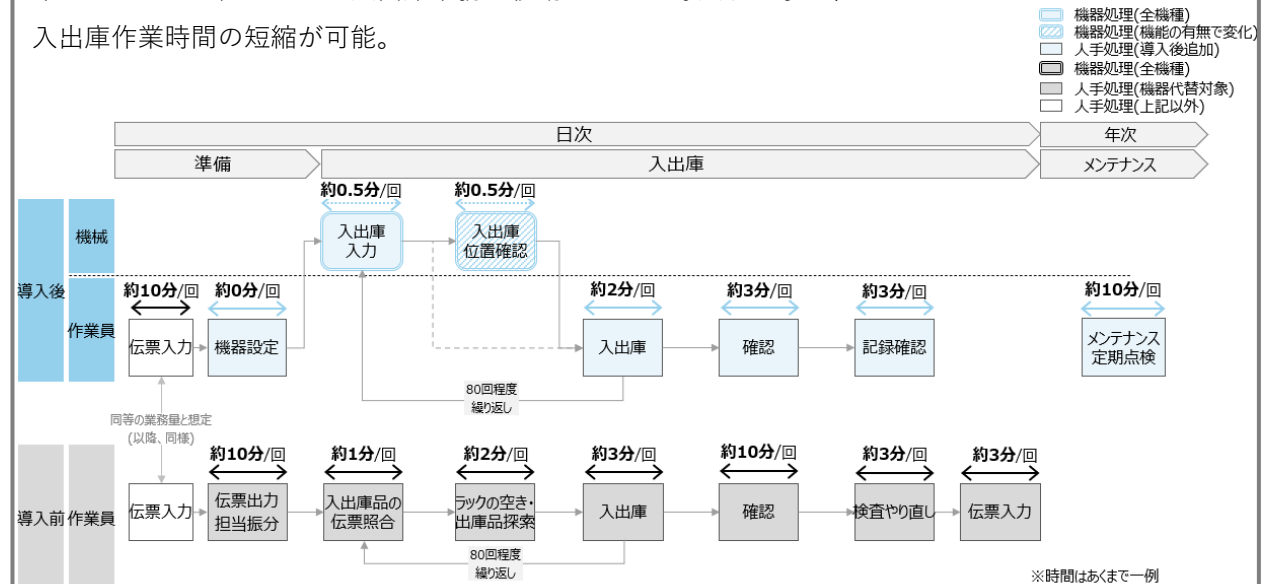 入出庫作業時間の短縮が可能。
機器処理(全機種)
機器処理(機能の有無で変化)
人手処理(導入後追加)
機器処理(全機種)
人手処理(機器代替対象)
人手処理(上記以外)
日次
年次
準備
入出庫
メンテナンス
導入後
機械
約0.5分/回
約0.5分/回
入出庫
入力
入出庫
位置確認
作業員
約10分/回
約0分/回
約2分/回
約3分/回
約3分/回
約10分/回
伝票入力
機器設定
入出庫
確認
記録確認
メンテナンス
定期点検
80回程度
繰り返し
同等の業務量と想定
(以降、同様)
導入前
作業員
約10分/回
約1分/回
約2分/回
約3分/回
約10分/回
約3分/回
約3分/回
伝票入力
伝票出力
担当振分
入出庫品の
伝票照合
ラックの空き・
出庫品探索
入出庫
確認
検査やり直し
伝票入力
80回程度
繰り返し
※時間はあくまで一例